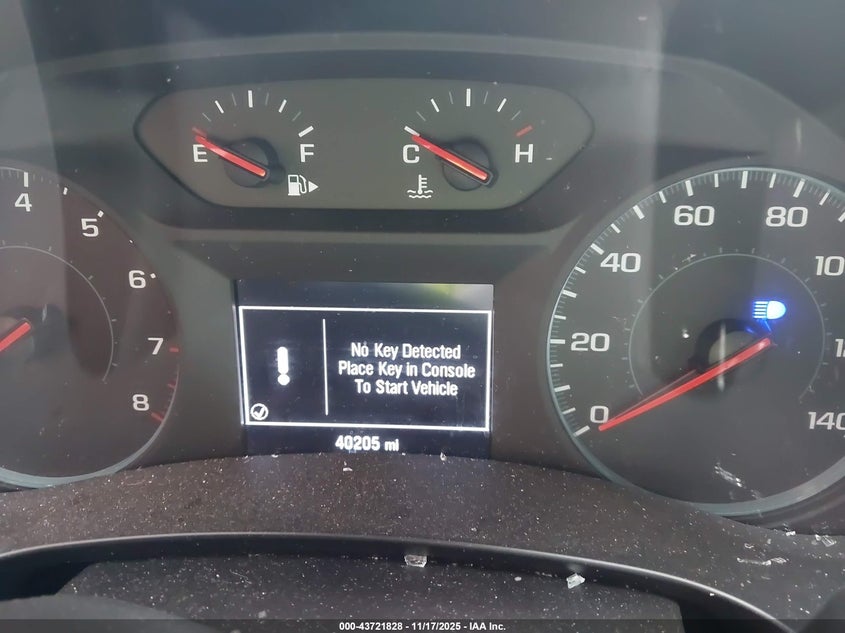 E F
C H
4
5
6
7
8
0
20
40
60
80
140
No Key Detected
Place Key in Console
To Start Vehicle
40205 mi
000-43721828 | 11/17/2025 | IAA Inc.